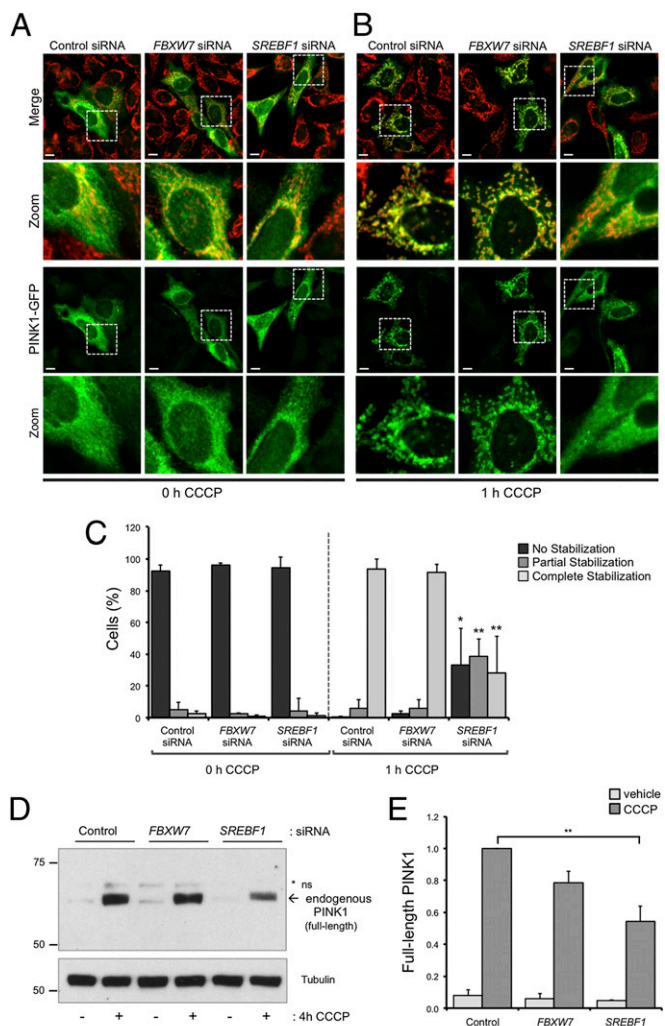 A
B
Control siRNA FBXW7 siRNA SREBF1 siRNA
Control siRNA FBXW7 siRNA SREBF1 siRNA
Merge
Zoom
PINK1-GFP
Zoom
0 h CCCP
1 h CCCP
C
Cells (%)
120
100
80
60
40
20
0
No Stabilization
Partial Stabilization
Complete Stabilization
* ** **
Control siRNA
FBXW7 siRNA
SREBF1 siRNA
Control siRNA
FBXW7 siRNA
SREBF1 siRNA
0 h CCCP
1 h CCCP
D
Control FBXW7 SREBF1 : siRNA
75
* ns
← endogenous
PINK1
(full-length)
50
Tubulin
50
- + - + - + : 4h CCCP
E
vehicle
CCCP
**
Full-length PINK1
1.2
1.0
0.8
0.6
0.4
0.2
0.0
Control FBXW7 SREBF1